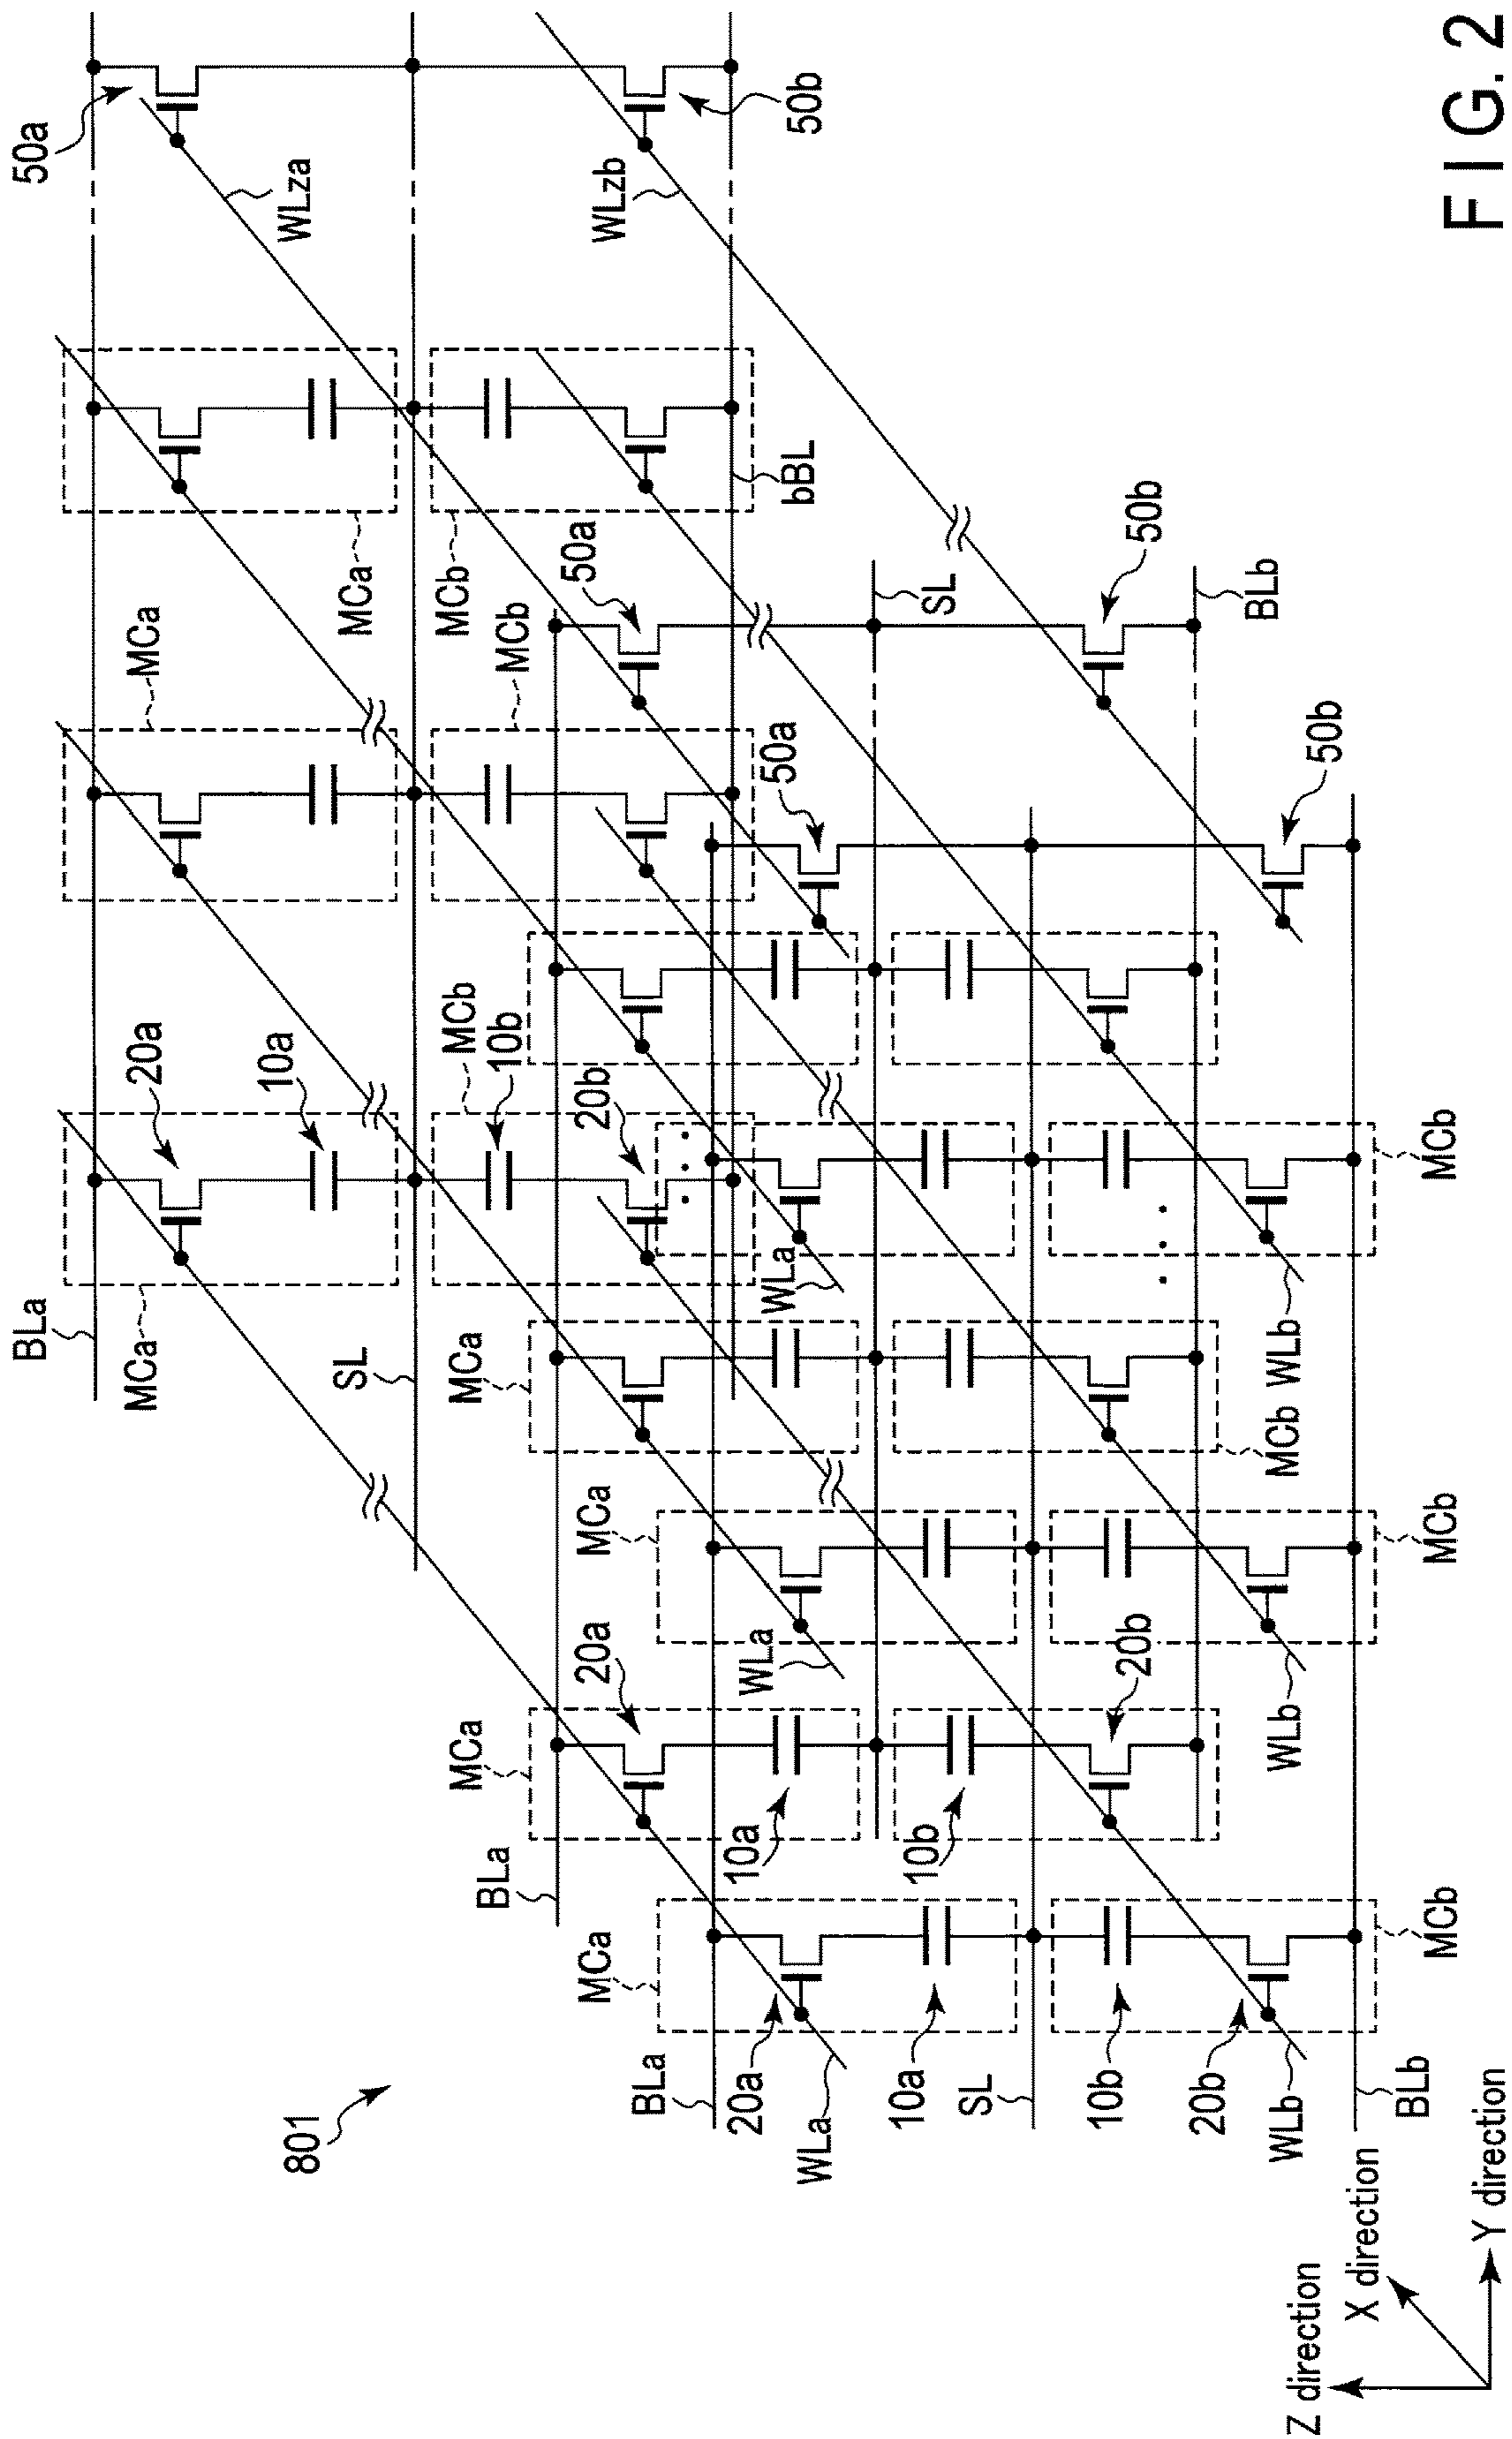 BLa
50a
MCa
20a
MCa
10a
WLza
801
SL
MCa
MCb
MCb
MCa
MCa
BLa
10b
MCb
50a
MCa
20a
MCa
20b
WLzb
BLa
20a
10a
WLa
WLa
50a
bBL
50b
WLa
10a
10b
SL
SL
10b
20b
50b
20b
BLb
WLb
WLb
MCb
WLb
Z direction
50b
X direction
BLb
MCb
MCb
MCb
Y direction
FIG. 2